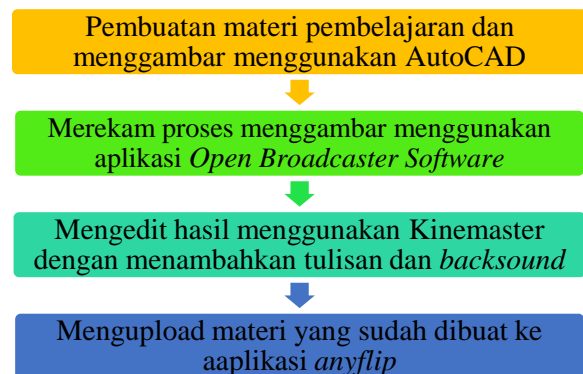 Pembuatan materi pembelajaran dan
menggambar menggunakan AutoCAD
Merekam proses menggambar menggunakan
aplikasi Open Broadcaster Software
Mengedit hasil menggunakan Kinemaster
dengan menambahkan tulisan dan backsound
Mengupload materi yang sudah dibuat ke
aaplikasi anyflip